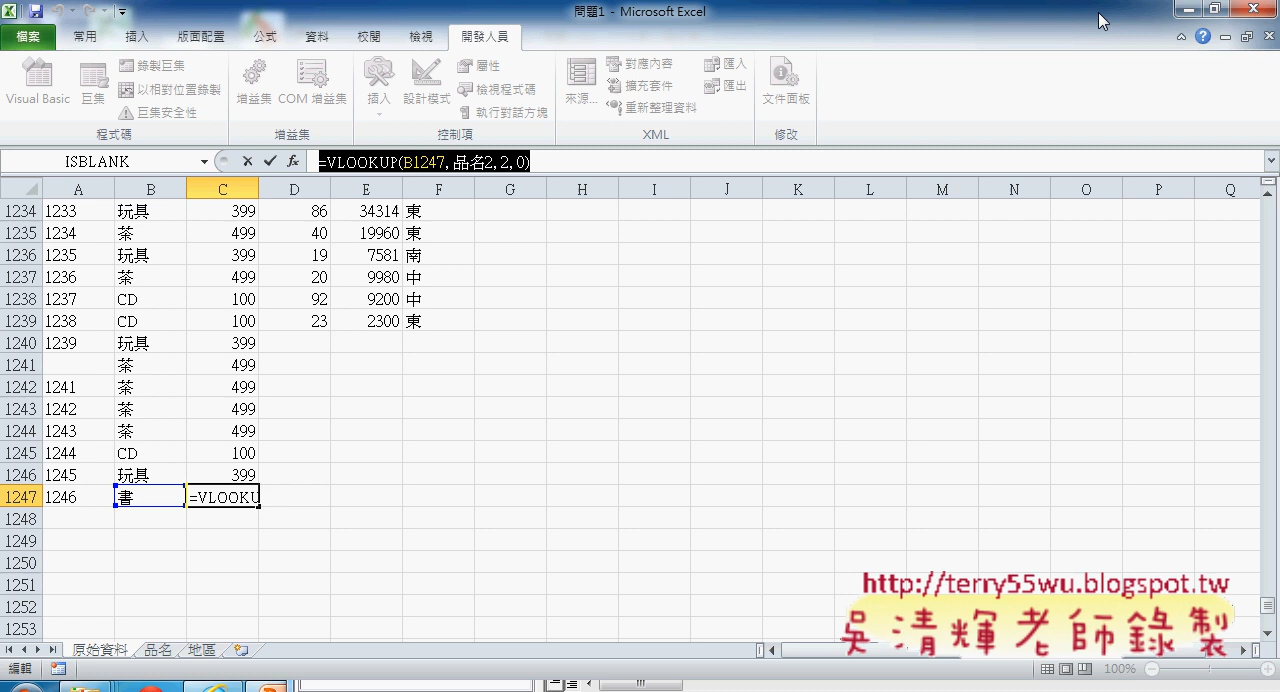 問題1 - Microsoft Excel
檔案 常用 插入 版面配置 公式 資料 校閱 檢視 開發人員
Visual Basic 巨集 錄製巨集 以相對位置錄製 巨集安全性 增益集 COM 增益集 插入 設計模式 屬性 檢視程式碼 執行對話方塊 來源... 對應內容 擴充套件 重新整理資料 匯入 匯出 文件面板
程式碼 增益集 控制項 XML 修改
ISBLANK fx =VLOOKUP(B1247,品名2,2,0)
A B C D E F G H I J K L M N O P Q
1234 1233 玩具 399 86 34314 東
1235 1234 茶 499 40 19960 東
1236 1235 玩具 399 19 7581 南
1237 1236 茶 499 20 9980 中
1238 1237 CD 100 92 9200 中
1239 1238 CD 100 23 2300 東
1240 1239 玩具 399
1241 茶 499
1242 1241 茶 499
1243 1242 茶 499
1244 1243 茶 499
1245 1244 CD 100
1246 1245 玩具 399
1247 1246 書 =VLOOKU
1248
1249
1250
1251
1252
1253
http://terry55wu.blogspot.tw
吳清輝老師錄製
原始資料 品名 地區
編輯 100%